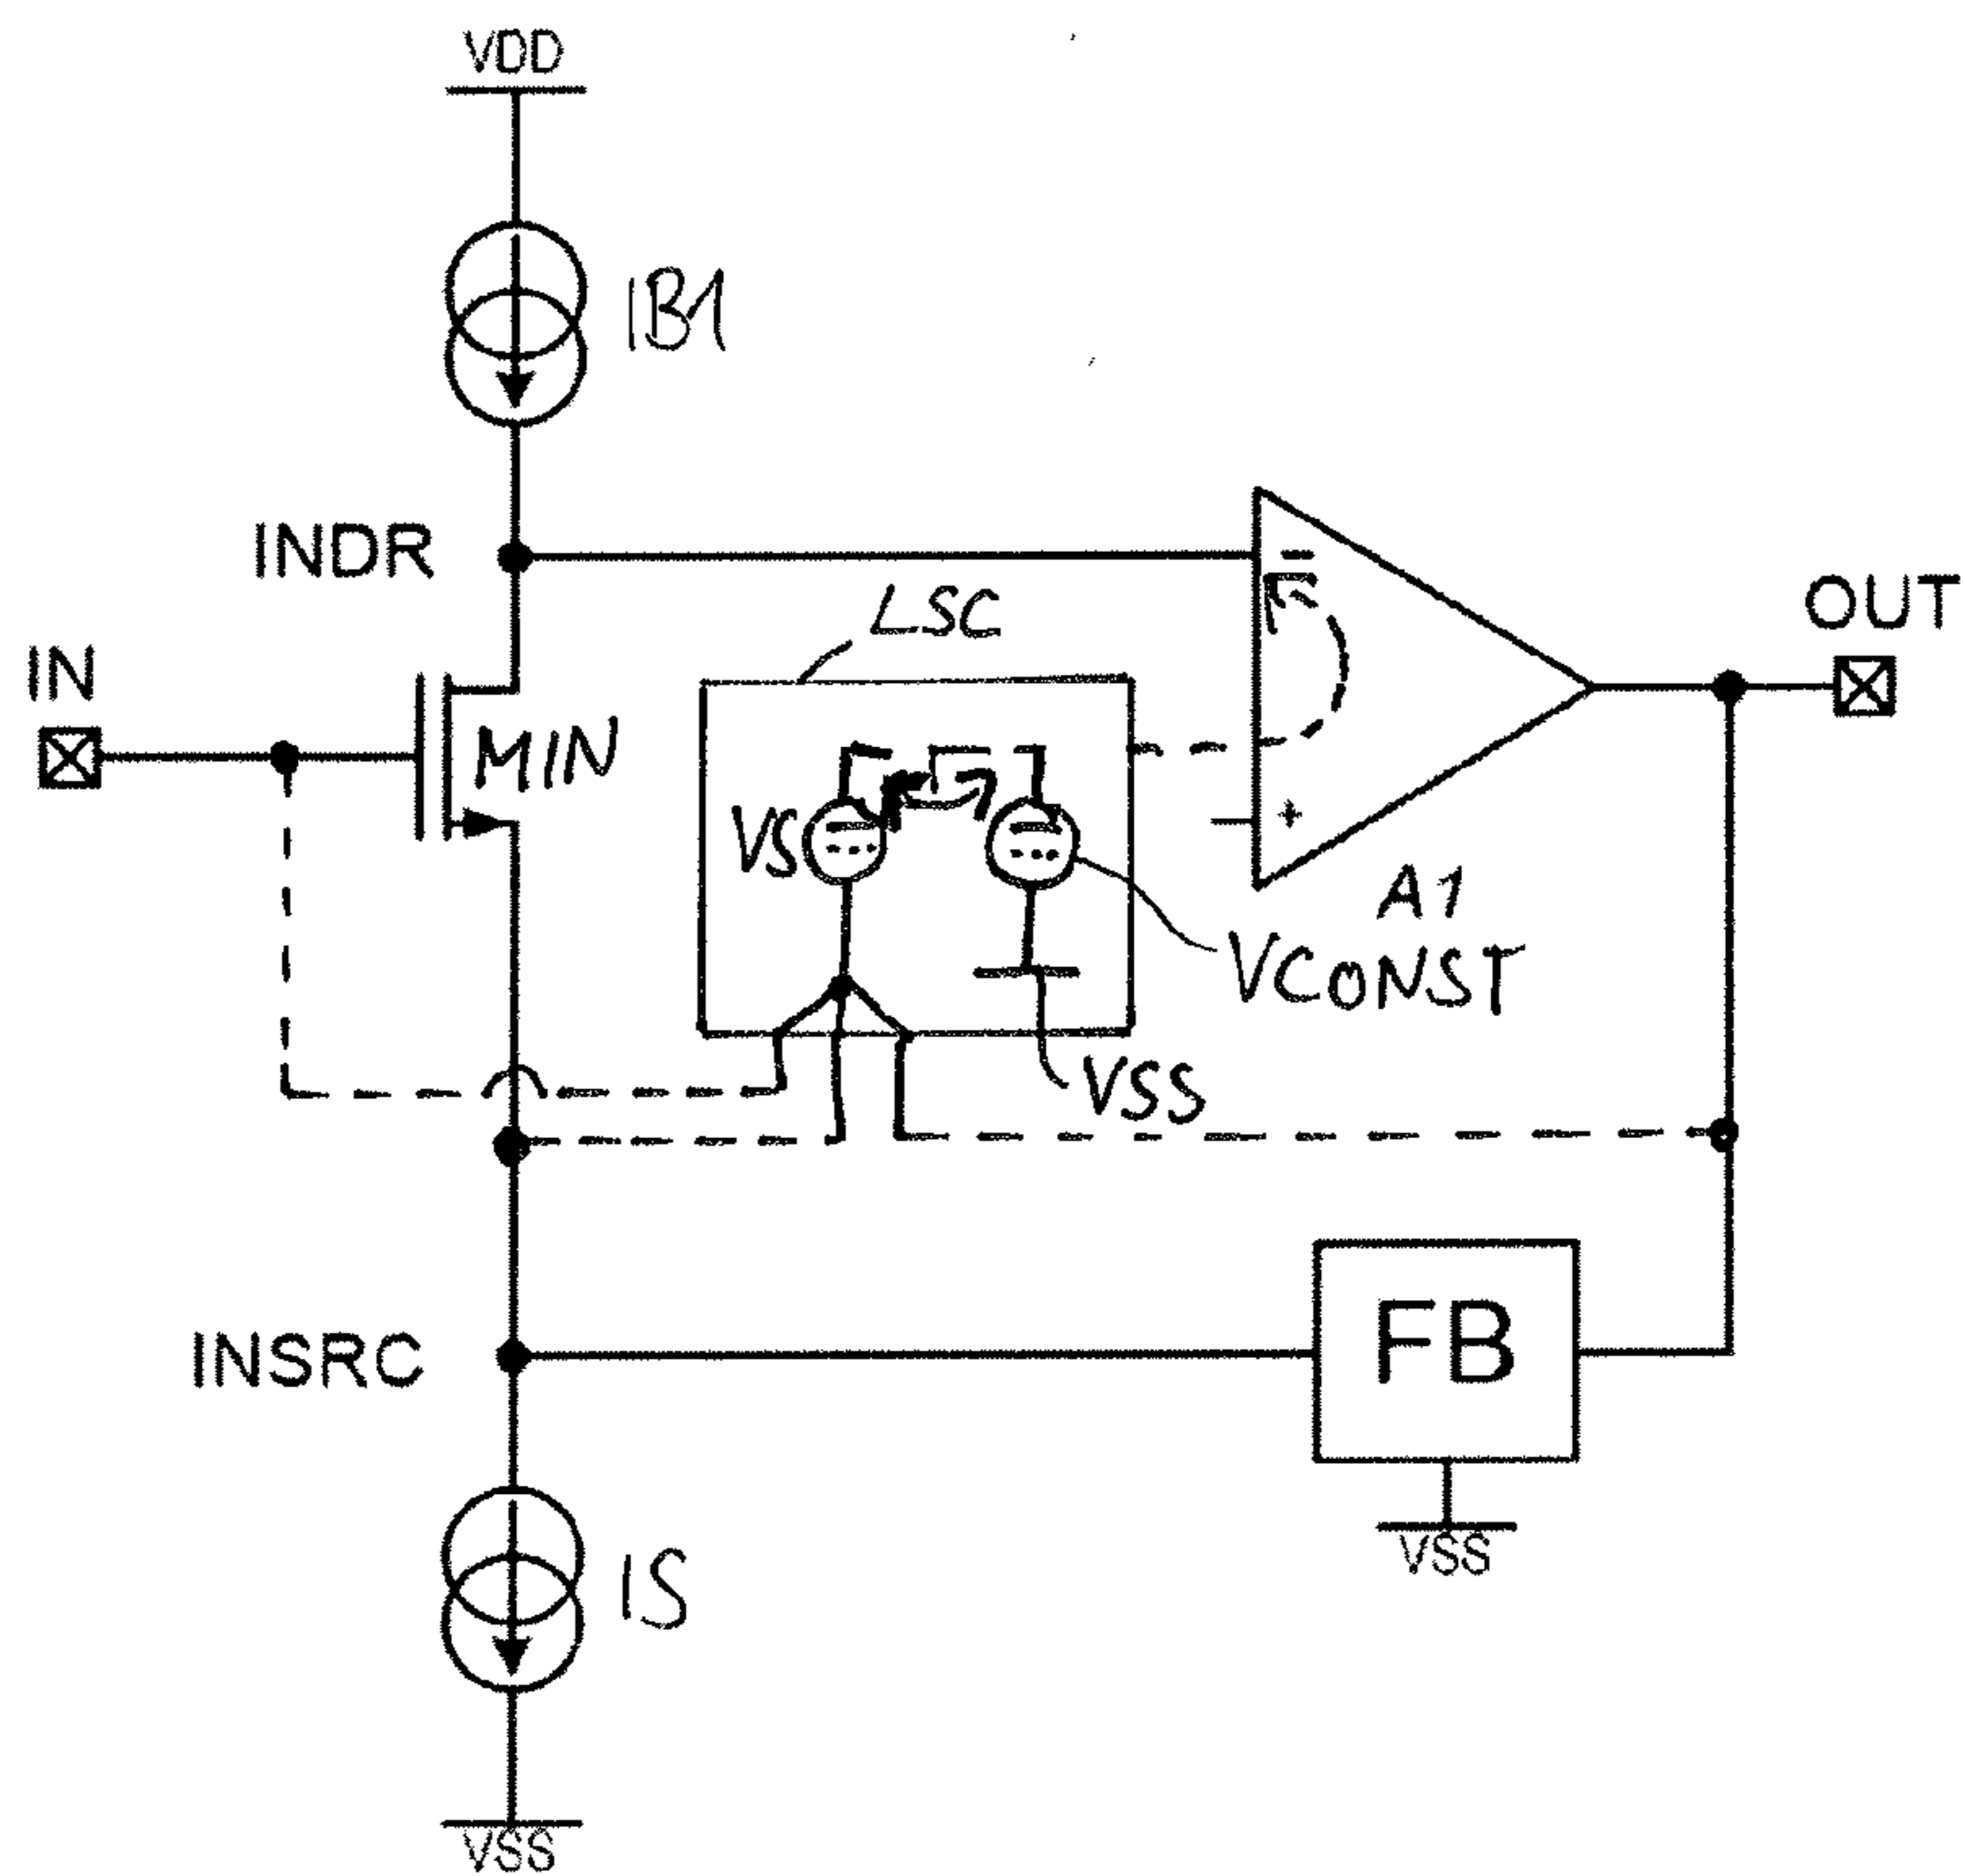 VDD
IB1
INDR
LSC
OUT
IN
MIN
-
VS
+
A1
VCONST
VSS
INSRC
FB
VSS
IS
VSS